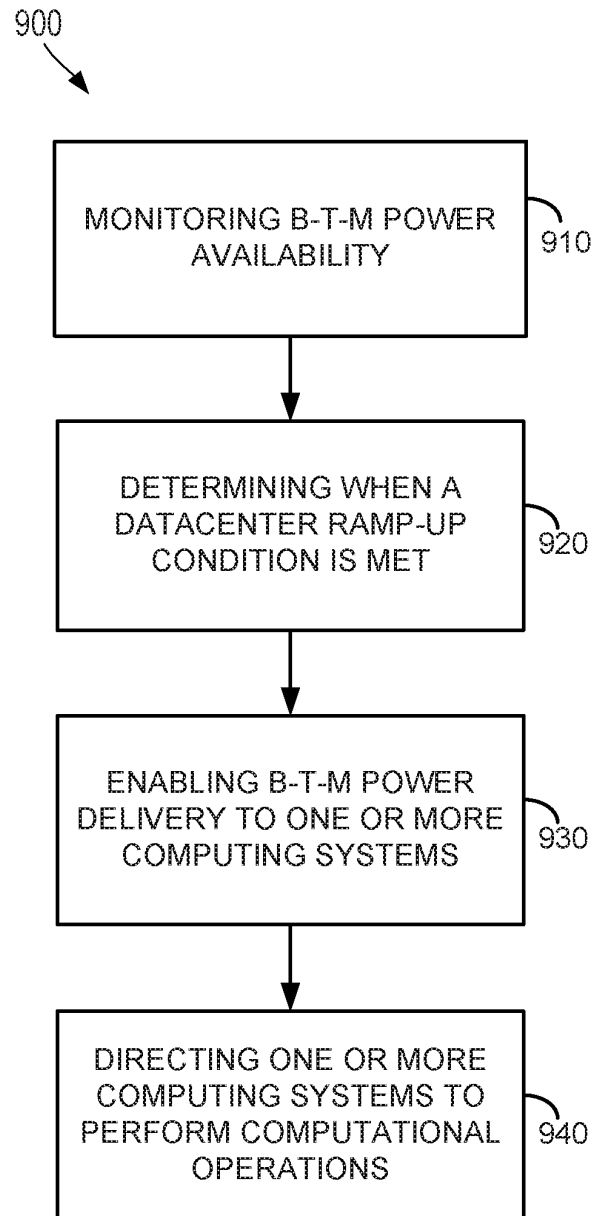 900
MONITORING B-T-M POWER
AVAILABILITY
910
DETERMINING WHEN A
DATACENTER RAMP-UP
CONDITION IS MET
920
ENABLING B-T-M POWER
DELIVERY TO ONE OR MORE
COMPUTING SYSTEMS
930
DIRECTING ONE OR MORE
COMPUTING SYSTEMS TO
PERFORM COMPUTATIONAL
OPERATIONS
940